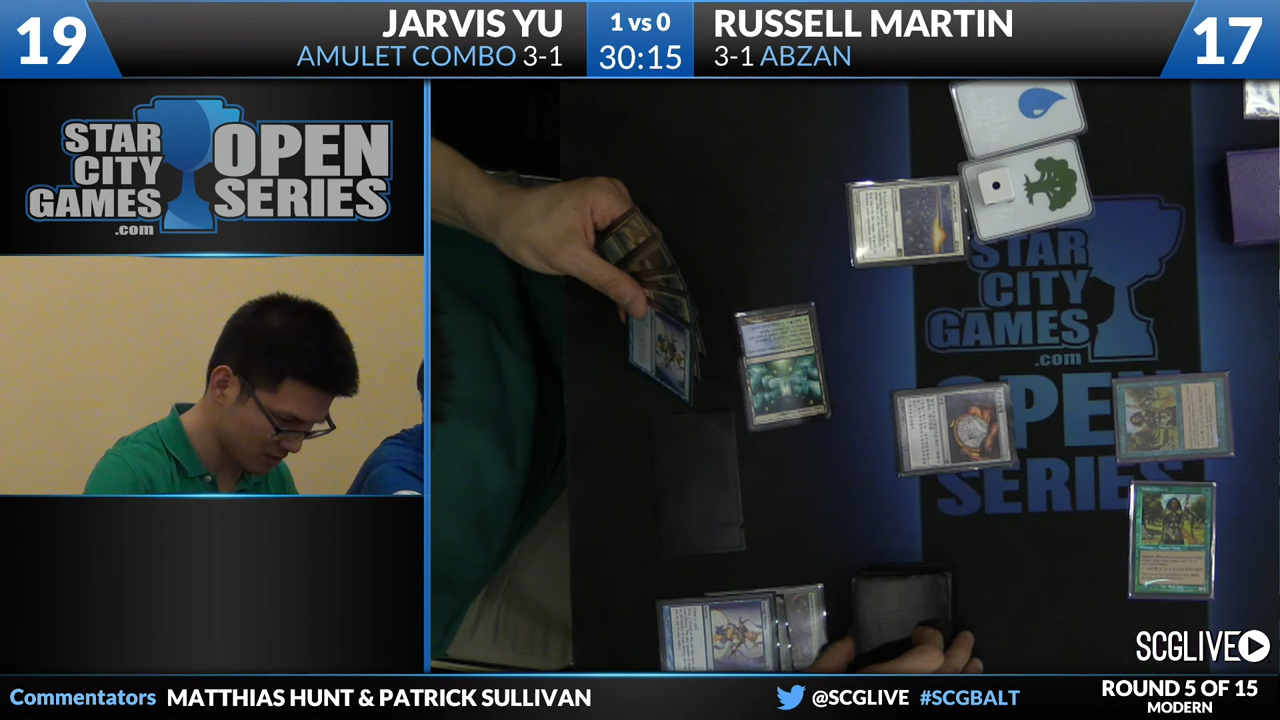 19
JARVIS YU
AMULET COMBO 3-1
1 vs 0
30:15
RUSSELL MARTIN
3-1 ABZAN
17
STAR
CITY
GAMES
.com
OPEN
SERIES
STAR
CITY
GAMES
.com
OPEN
SERIES
SCGLIVE
Commentators MATTHIAS HUNT & PATRICK SULLIVAN
@SCGLIVE #SCGBALT
ROUND 5 OF 15
MODERN